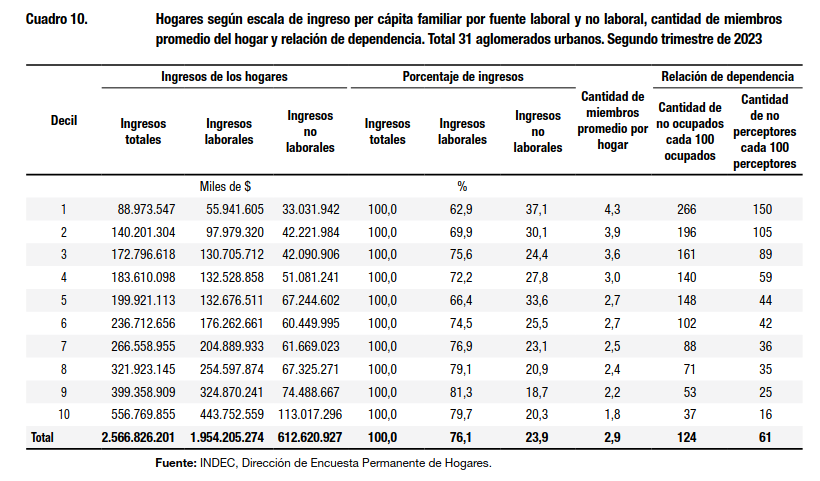 Cuadro 10. Hogares según escala de ingreso per cápita familiar por fuente laboral y no laboral, cantidad de miembros
promedio del hogar y relación de dependencia. Total 31 aglomerados urbanos. Segundo trimestre de 2023
Ingresos de los hogares Porcentaje de ingresos Cantidad de miembros promedio por hogar Relación de dependencia
Decil Ingresos totales Ingresos laborales Ingresos no laborales Ingresos totales Ingresos laborales Ingresos no laborales Cantidad de no ocupados cada 100 ocupados Cantidad de no perceptores cada 100 perceptores
Miles de $ %
1 88.973.547 55.941.605 33.031.942 100,0 62,9 37,1 4,3 266 150
2 140.201.304 97.979.320 42.221.984 100,0 69,9 30,1 3,9 196 105
3 172.796.618 130.705.712 42.090.906 100,0 75,6 24,4 3,6 161 89
4 183.610.098 132.528.858 51.081.241 100,0 72,2 27,8 3,0 140 59
5 199.921.113 132.676.511 67.244.602 100,0 66,4 33,6 2,7 148 44
6 236.712.656 176.262.661 60.449.995 100,0 74,5 25,5 2,7 102 42
7 266.558.955 204.889.933 61.669.023 100,0 76,9 23,1 2,5 88 36
8 321.923.145 254.597.874 67.325.271 100,0 79,1 20,9 2,4 71 35
9 399.358.909 324.870.241 74.488.667 100,0 81,3 18,7 2,2 53 25
10 556.769.855 443.752.559 113.017.296 100,0 79,7 20,3 1,8 37 16
Total 2.566.826.201 1.954.205.274 612.620.927 100,0 76,1 23,9 2,9 124 61
Fuente: INDEC, Dirección de Encuesta Permanente de Hogares.